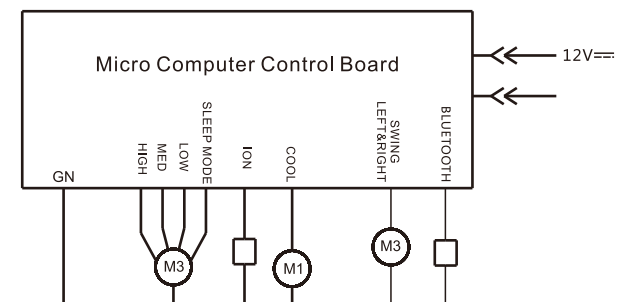 12V
Micro Computer Control Board
GN
HIGH
MED
LOW
SLEEP MODE
ION
COOL
SWING
LEFT&RIGHT
BLUETOOTH
M3
M1
M3